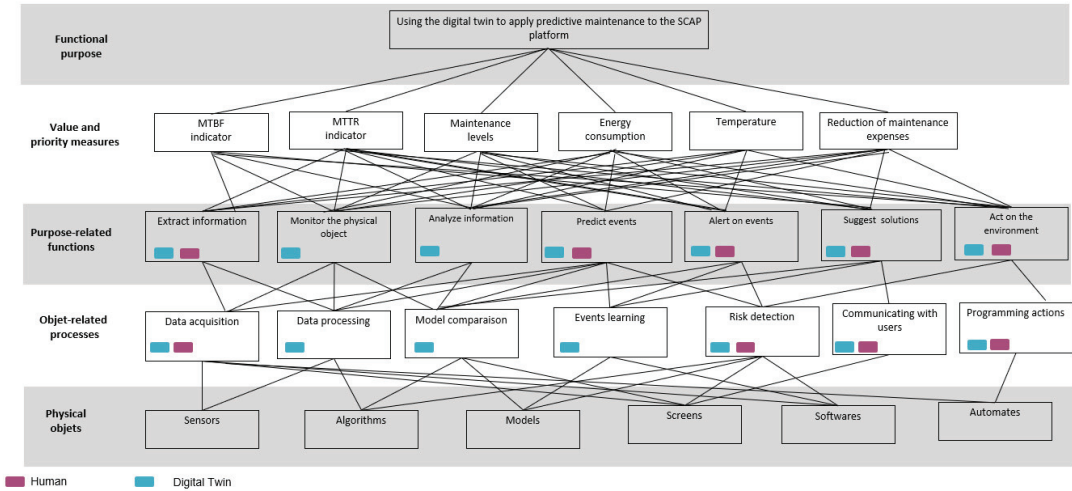 Functional
purpose
Using the digital twin to apply predictive maintenance to the SCAP
platform
Value and
priority measures
MTBF
indicator
MTTR
indicator
Maintenance
levels
Energy
consumption
Temperature
Reduction of maintenance
expenses
Purpose-related
functions
Extract information
Monitor the physical
object
Analyze information
Predict events
Alert on events
Suggest solutions
Act on the
environment
Objet-related
processes
Data acquisition
Data processing
Model comparaison
Events learning
Risk detection
Communicating with
users
Programming actions
Physical
objets
Sensors
Algorithms
Models
Screens
Softwares
Automates
Human
Digital Twin